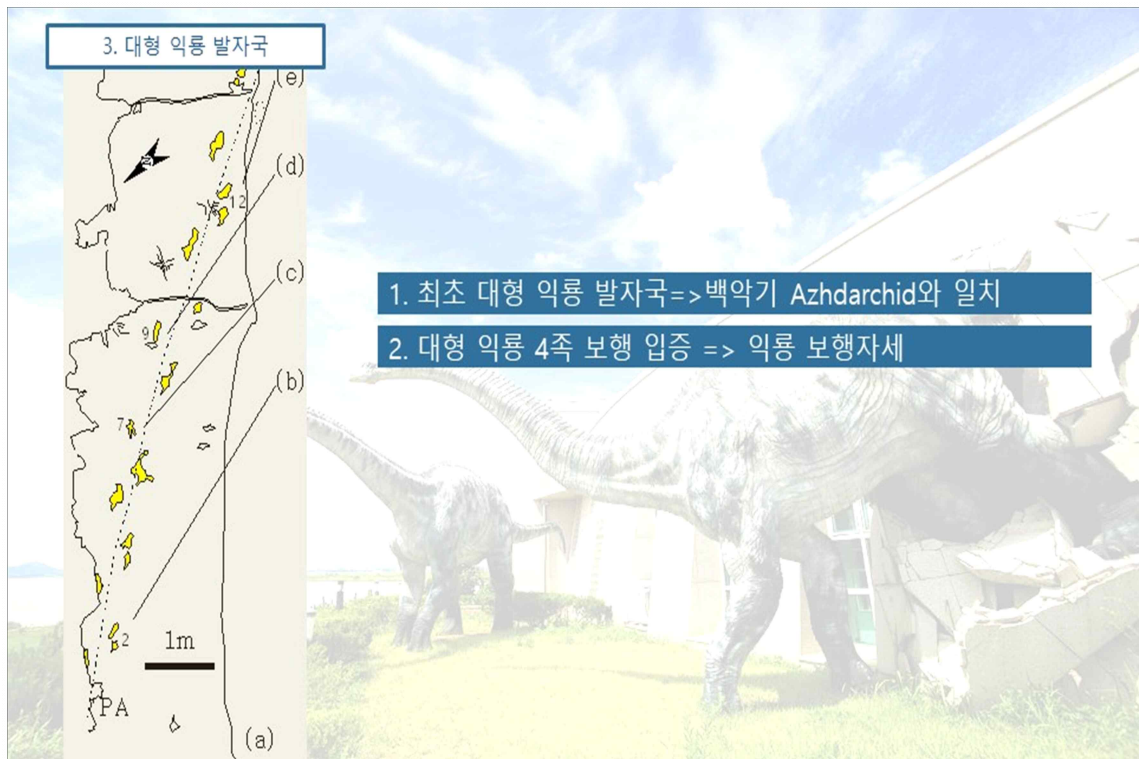 3. 대형 익룡 발자국
(e)
(d)
N
12
(c)
1. 최초 대형 익룡 발자국=>백악기 Azhdarchid와 일치
9
2. 대형 익룡 4족 보행 입증 => 익룡 보행자세
(b)
7
2
1m
PA
(a)